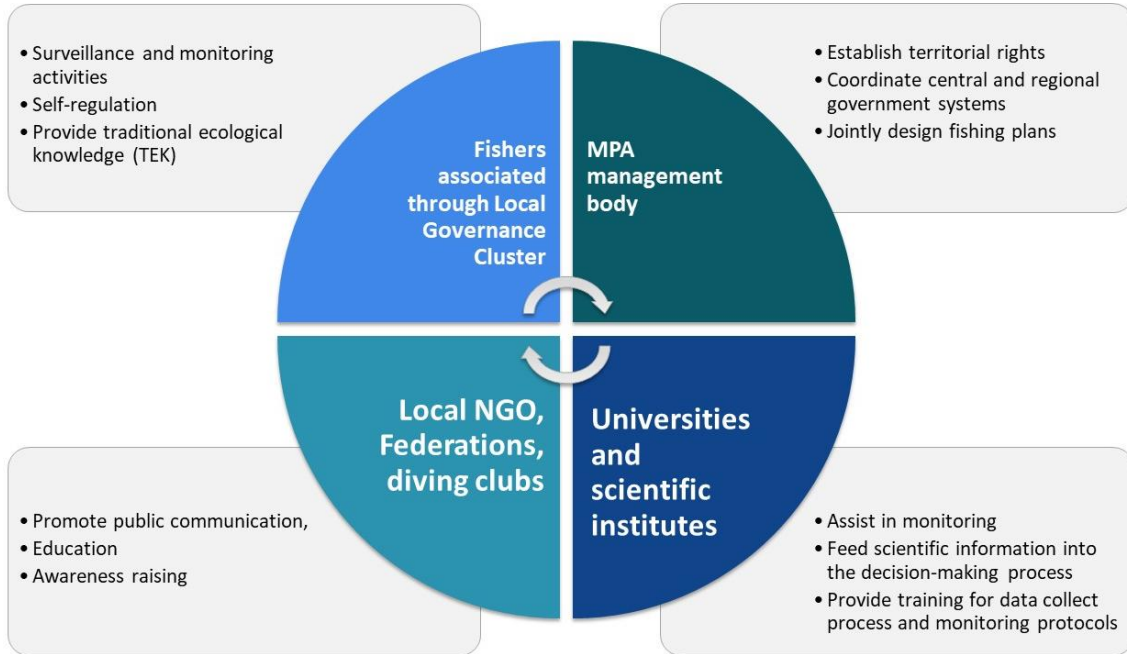 • Surveillance and monitoring
activities
• Self-regulation
• Provide traditional ecological
knowledge (TEK)
Fishers
associated
through Local
Governance
Cluster
MPA
management
body
• Establish territorial rights
• Coordinate central and regional
government systems
• Jointly design fishing plans
• Promote public communication,
• Education
• Awareness raising
Local NGO,
Federations,
diving clubs
Universities
and
scientific
institutes
• Assist in monitoring
• Feed scientific information into
the decision-making process
• Provide training for data collect
process and monitoring protocols